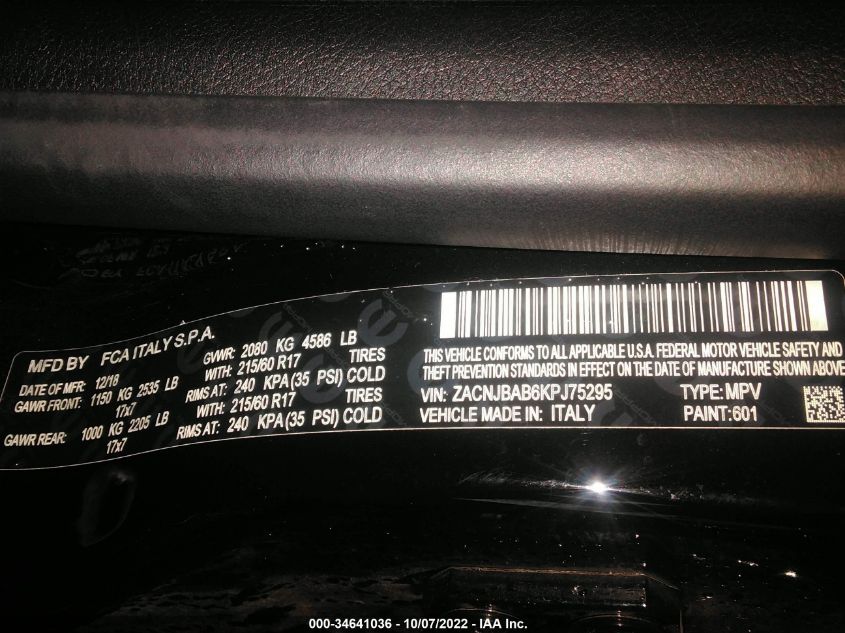 MFD BY FCA ITALY S.P.A.
DATE OF MFR: 12/18 GVWR: 2080 KG 4586 LB
GAWR FRONT: 1150 KG 2535 LB WITH: 215/60 R17 TIRES
17x7 RIMS AT: 240 KPA (35 PSI) COLD
GAWR REAR: 1000 KG 2205 LB WITH: 215/60 R17 TIRES
17x7 RIMS AT: 240 KPA (35 PSI) COLD
THIS VEHICLE CONFORMS TO ALL APPLICABLE U.S.A. FEDERAL MOTOR VEHICLE SAFETY AND
THEFT PREVENTION STANDARDS IN EFFECT ON THE DATE OF MANUFACTURE SHOWN ABOVE
VIN: ZACNJBAB6KPJ75295 TYPE: MPV
VEHICLE MADE IN: ITALY PAINT: 601
000-34641036 - 10/07/2022 - IAA Inc.